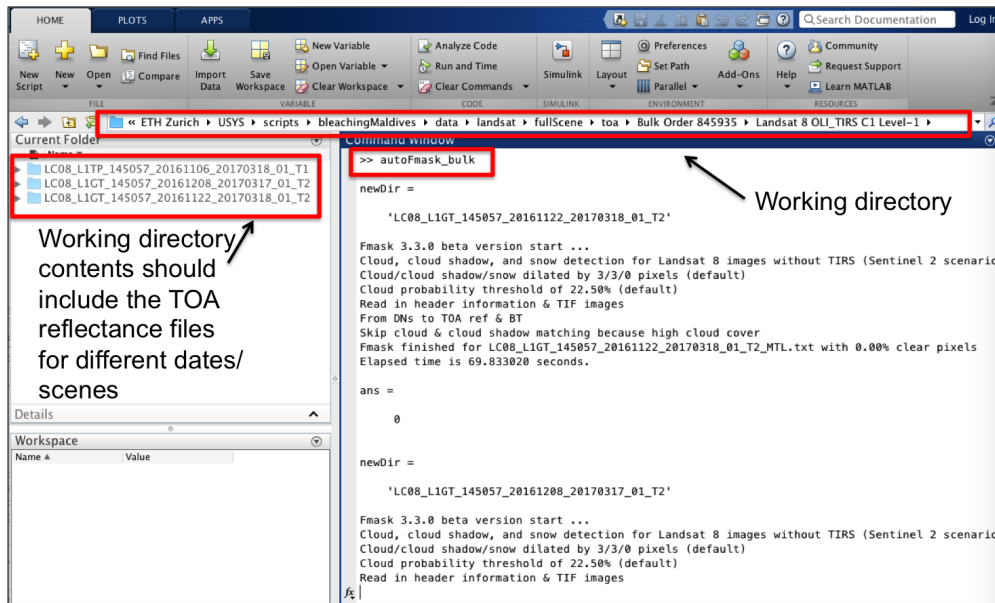 HOME PLOTS APPS Search Documentation Log In
New Script New Open Find Files Compare Import Data Save Workspace New Variable Open Variable Clear Workspace Analyze Code Run and Time Clear Commands Simulink Layout Preferences Set Path Parallel Add-Ons Help Community Request Support Learn MATLAB
FILE VARIABLE CODE SIMULINK ENVIRONMENT RESOURCES
« ETH Zurich ▸ USYS ▸ scripts ▸ bleachingMaldives ▸ data ▸ landsat ▸ fullScene ▸ toa ▸ Bulk Order 845935 ▸ Landsat 8 OLI_TIRS C1 Level-1 ▸
Current Folder
Name
LC08_L1TP_145057_20161106_20170318_01_T1
LC08_L1GT_145057_20161208_20170317_01_T2
LC08_L1GT_145057_20161122_20170318_01_T2
Working directory
contents should
include the TOA
reflectance files
for different dates/
scenes
Details
Workspace
Name Value
Command Window
>> autoFmask_bulk
Working directory
newDir =
'LC08_L1GT_145057_20161122_20170318_01_T2'
Fmask 3.3.0 beta version start ...
Cloud, cloud shadow, and snow detection for Landsat 8 images without TIRS (Sentinel 2 scenario
Cloud/cloud shadow/snow dilated by 3/3/0 pixels (default)
Cloud probability threshold of 22.50% (default)
Read in header information & TIF images
From DNs to TOA ref & BT
Skip cloud & cloud shadow matching because high cloud cover
Fmask finished for LC08_L1GT_145057_20161122_20170318_01_T2_MTL.txt with 0.00% clear pixels
Elapsed time is 69.833020 seconds.
ans =
0
newDir =
'LC08_L1GT_145057_20161208_20170317_01_T2'
Fmask 3.3.0 beta version start ...
Cloud, cloud shadow, and snow detection for Landsat 8 images without TIRS (Sentinel 2 scenario
Cloud/cloud shadow/snow dilated by 3/3/0 pixels (default)
Cloud probability threshold of 22.50% (default)
Read in header information & TIF images
fx